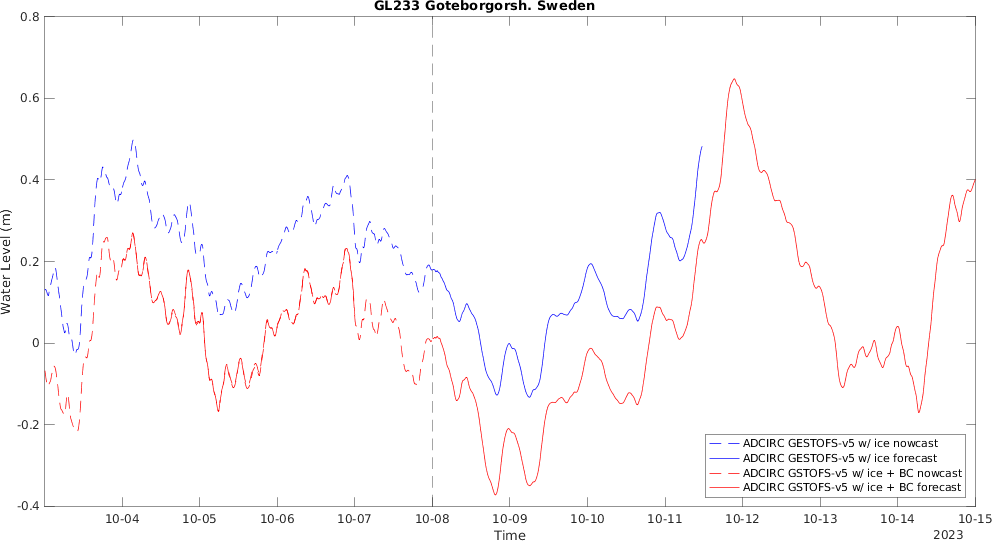 GL233 Goteborgorsh. Sweden
0.8
0.6
0.4
0.2
0
-0.2
-0.4
Water Level (m)
ADCIRC GESTOFS-v5 w/ ice nowcast
ADCIRC GESTOFS-v5 w/ ice forecast
ADCIRC GSTOFS-v5 w/ ice + BC nowcast
ADCIRC GSTOFS-v5 w/ ice + BC forecast
10-04 10-05 10-06 10-07 10-08 10-09 10-10 10-11 10-12 10-13 10-14 10-15
Time
2023